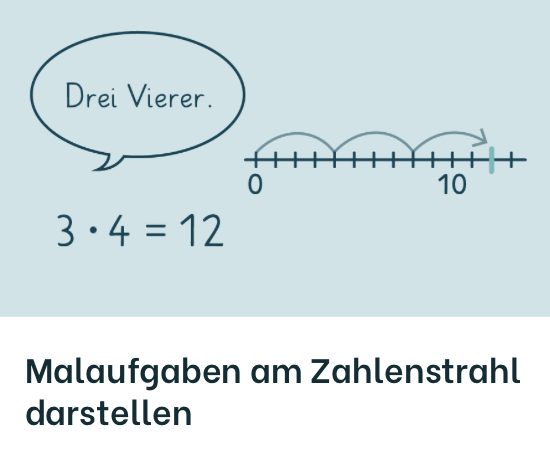 Drei Vierer.
0 10
3 · 4 = 12
Malaufgaben am Zahlenstrahl
darstellen